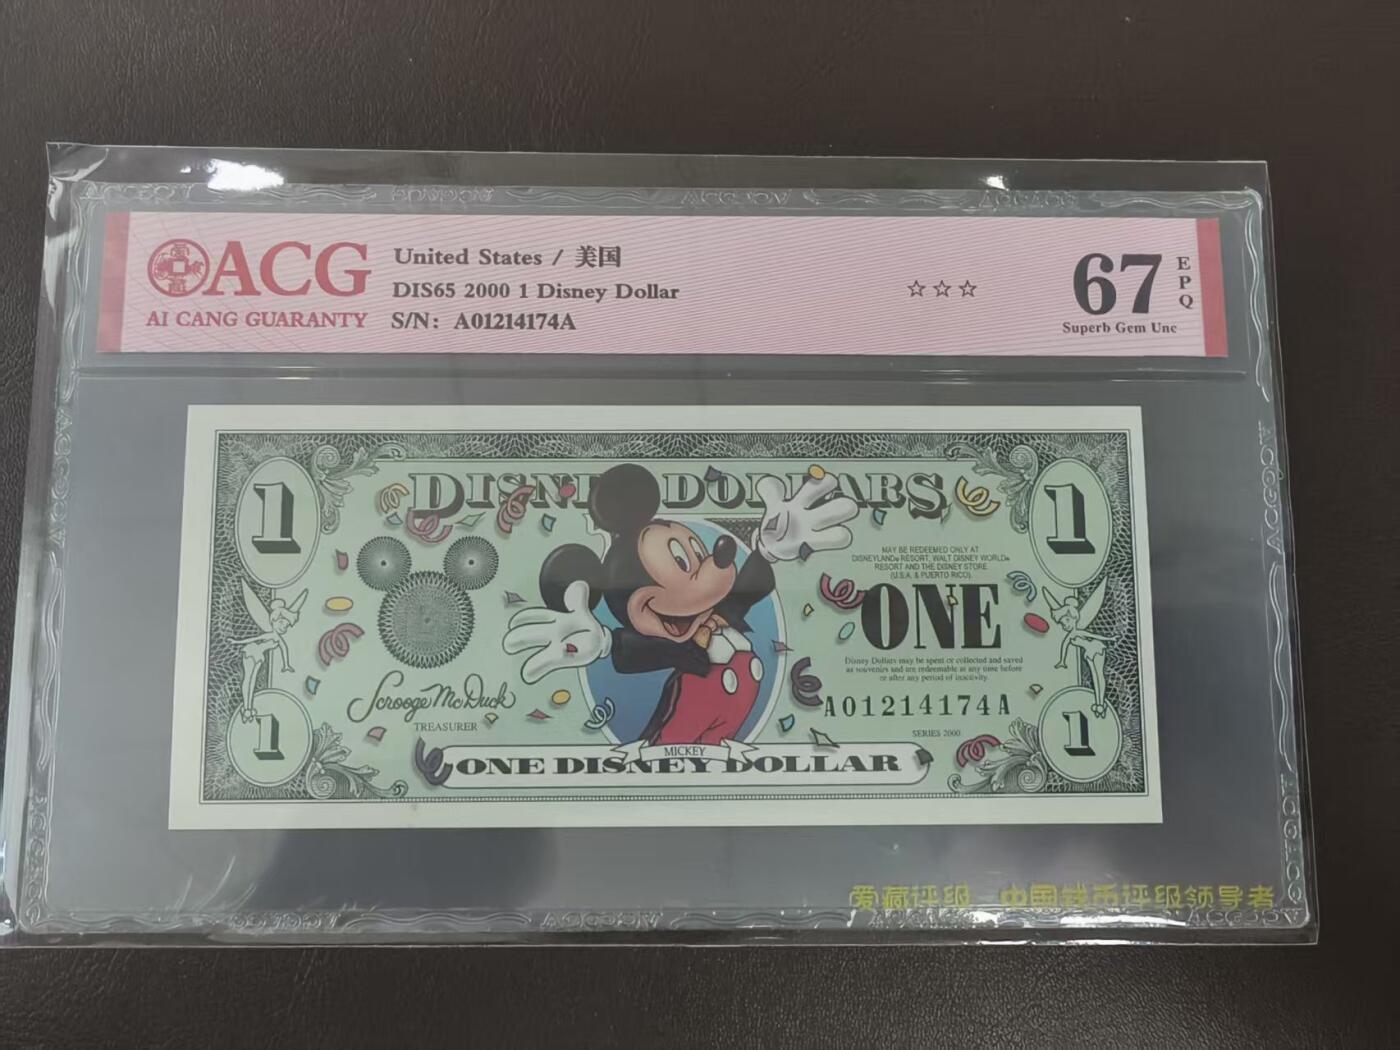 ACG
AI CANG GUARANTY
United States / 美国
DIS65 2000 1 Disney Dollar
S/N: A01214174A
☆☆☆
67
EPQ
Superb Gem Unc
DISNEY DOLLARS
1
1
MAY BE REDEEMED ONLY AT
DISNEYLAND® RESORT, WALT DISNEY WORLD®
RESORT AND THE DISNEY STORE
(U.S.A. & PUERTO RICO).
ONE
Disney Dollars may be spent or collected and saved
as souvenirs and are redeemable at any time before
or after any period of inactivity.
Scrooge McDuck
TREASURER
A01214174A
SERIES 2000
1
1
MICKEY
ONE DISNEY DOLLAR
爱藏评级 中国钱币评级领导者